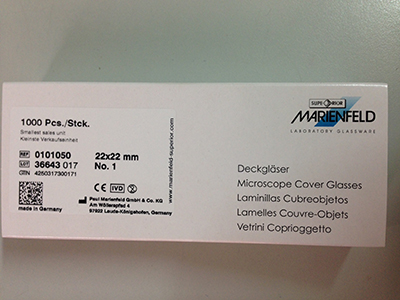 1000 Pcs./Stck.
Smallest sales unit
Kleinste Verkaufseinheit
REF 0101050 22x22 mm
LOT 36643 017 No. 1
GTIN 4250317300171
CE IVD
Made in Germany
Paul Marienfeld GmbH & Co. KG
Am Wöllerspfad 4
97922 Lauda-Königshofen, Germany
www.marienfeld-superior.com
SUPERIOR
MARIENFELD
LABORATORY GLASSWARE
Deckgläser
Microscope Cover Glasses
Laminillas Cubreobjetos
Lamelles Couvre-Objets
Vetrini Coprioggetto